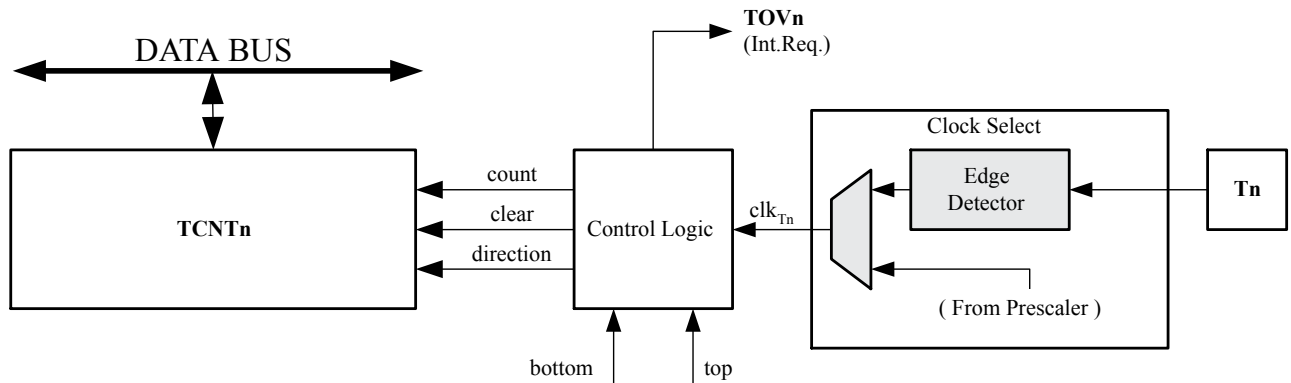 TOVn
(Int.Req.)
DATA BUS
Clock Select
count
clear
direction
TCNTn
Control Logic
clkTn
Edge
Detector
Tn
( From Prescaler )
bottom
top